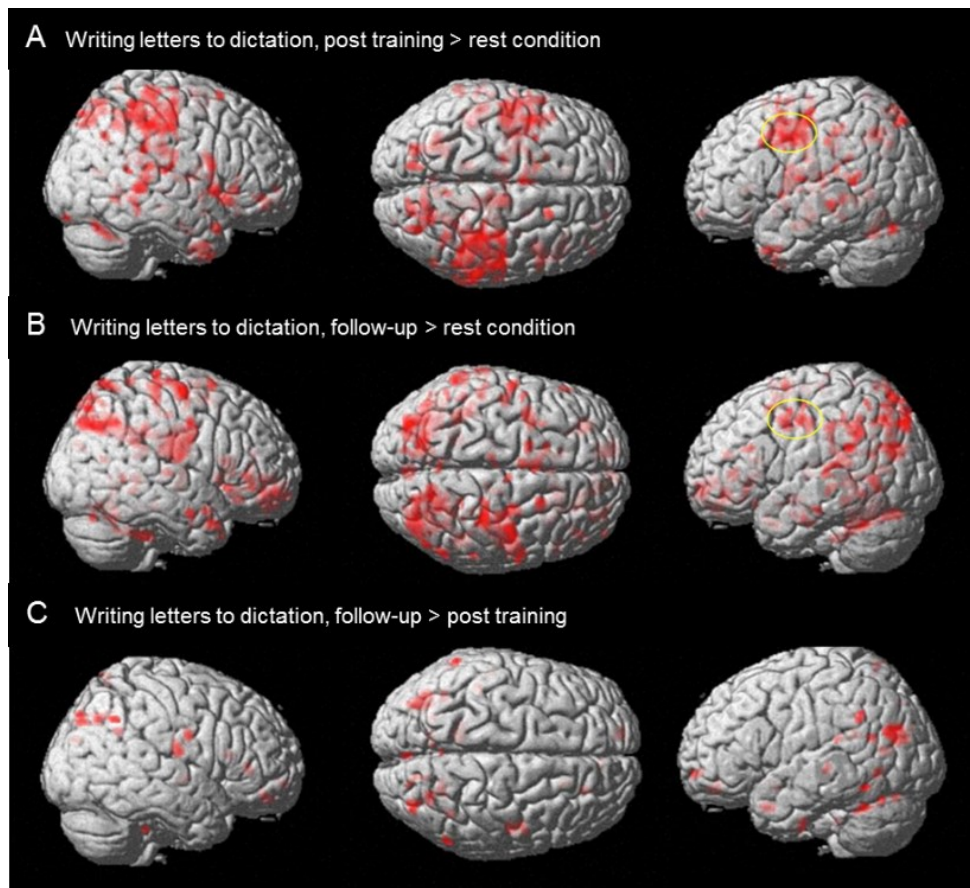 A Writing letters to dictation, post training > rest condition
B Writing letters to dictation, follow-up > rest condition
C Writing letters to dictation, follow-up > post training